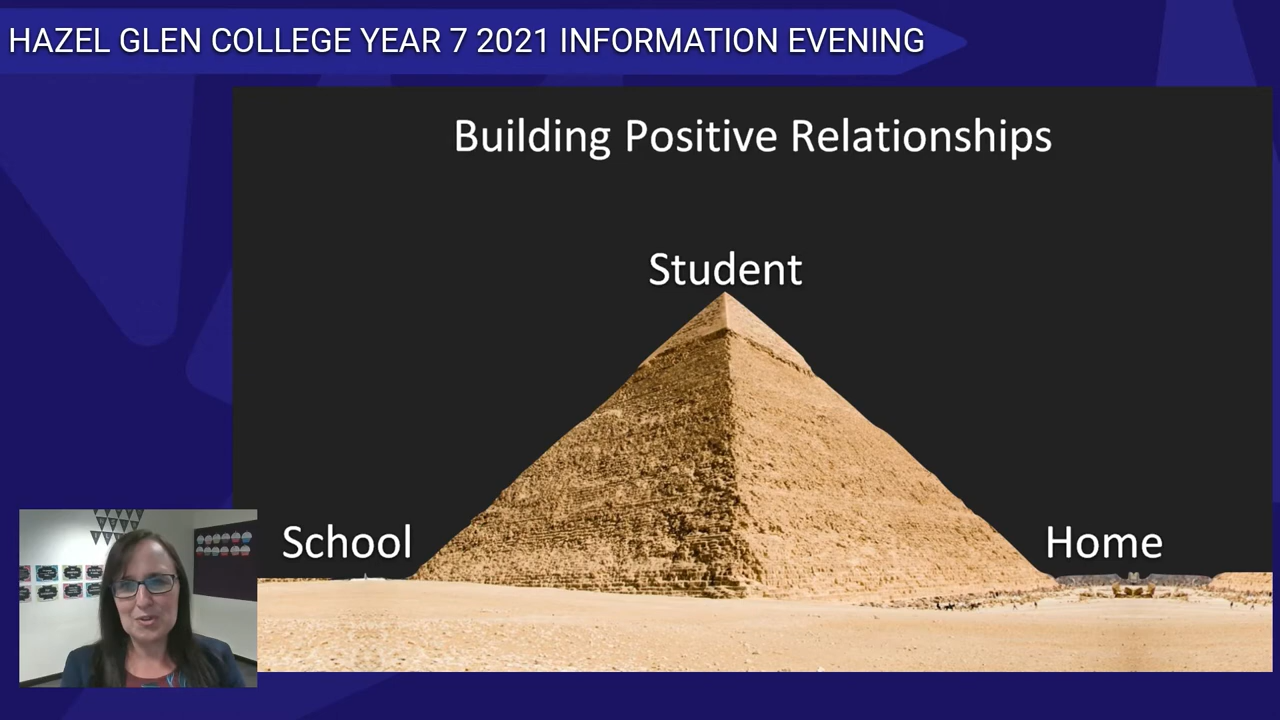 HAZEL GLEN COLLEGE YEAR 7 2021 INFORMATION EVENING
Building Positive Relationships
Student
School
Home